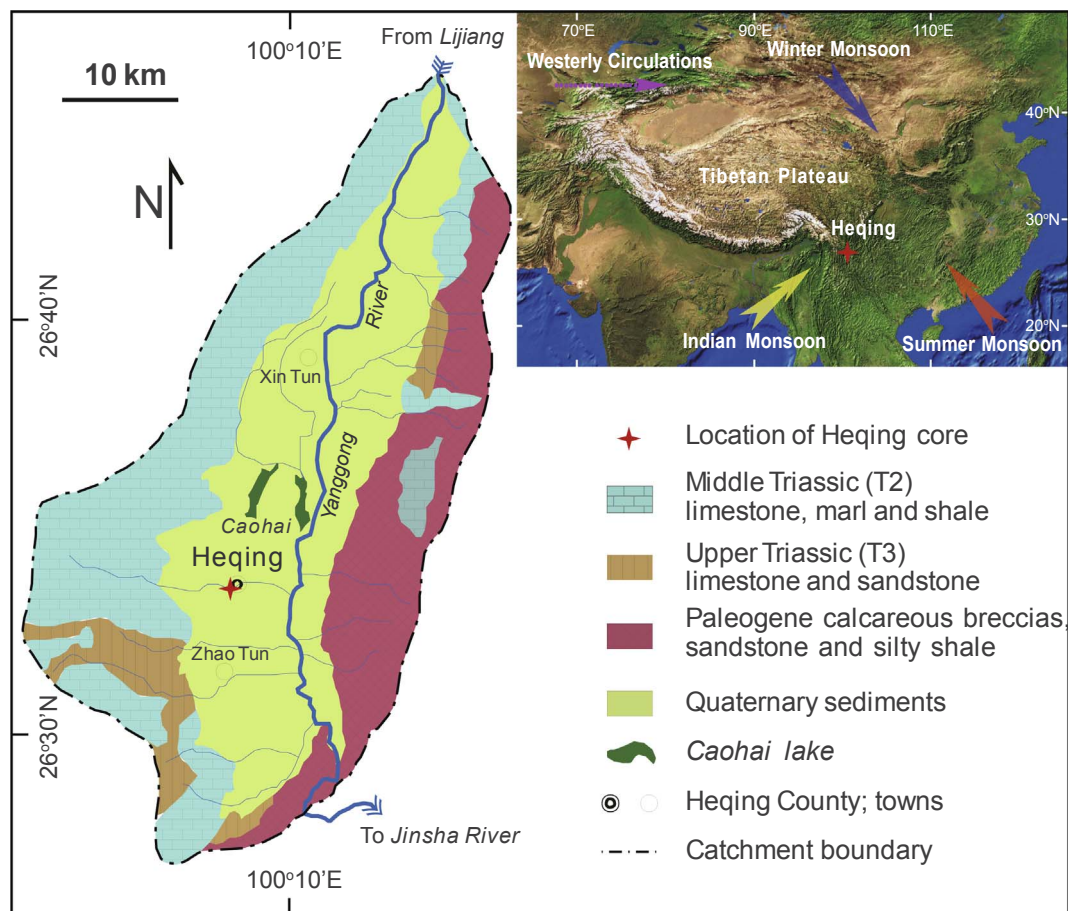 100°10'E
From Lijiang
10 km
N
26°40'N
River
Xin Tun
Yanggong
Caohai
Heqing
Zhao Tun
26°30'N
To Jinsha River
100°10'E
70°E
90°E
110°E
Winter Monsoon
Westerly Circulations
40°N
Tibetan Plateau
30°N
Heqing
20°N
Indian Monsoon
Summer Monsoon
Location of Heqing core
Middle Triassic (T2)
limestone, marl and shale
Upper Triassic (T3)
limestone and sandstone
Paleogene calcareous breccias,
sandstone and silty shale
Quaternary sediments
Caohai lake
Heqing County; towns
Catchment boundary